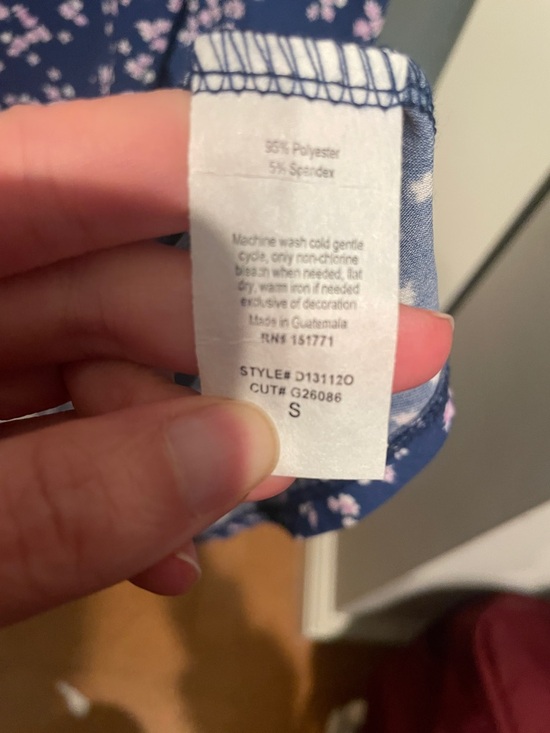 95% Polyester
5% Spandex
Machine wash cold gentle
cycle, only non-chlorine
bleach when needed, flat
dry, warm iron if needed
exclusive of decoration
Made in Guatemala
RN# 151771
STYLE# D13112O
CUT# G26086
S